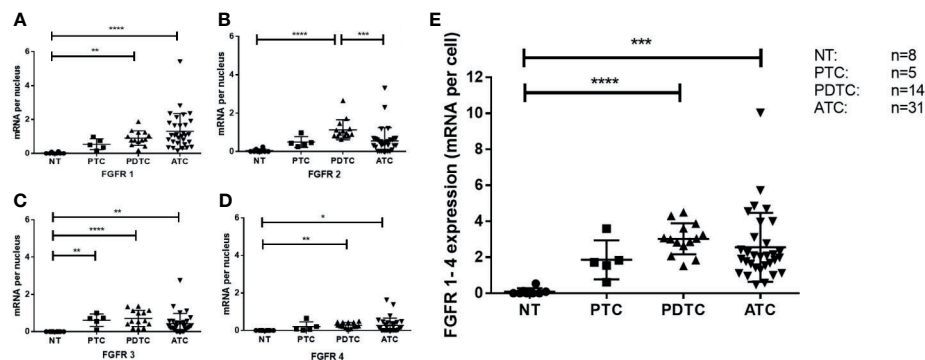 A
****
**
mRNA per nucleus
6
4
2
0
NT PTC PDTC ATC
FGFR 1
B
**** ***
mRNA per nucleus
6
4
2
0
NT PTC PDTC ATC
FGFR 2
C
**
****
**
mRNA per nucleus
6
4
2
0
NT PTC PDTC ATC
FGFR 3
D
*
**
mRNA per nucleus
6
4
2
0
NT PTC PDTC ATC
FGFR 4
E
***
****
FGFR 1 - 4 expression (mRNA per cell)
12
10
8
6
4
2
0
NT PTC PDTC ATC
NT: n=8
PTC: n=5
PDTC: n=14
ATC: n=31